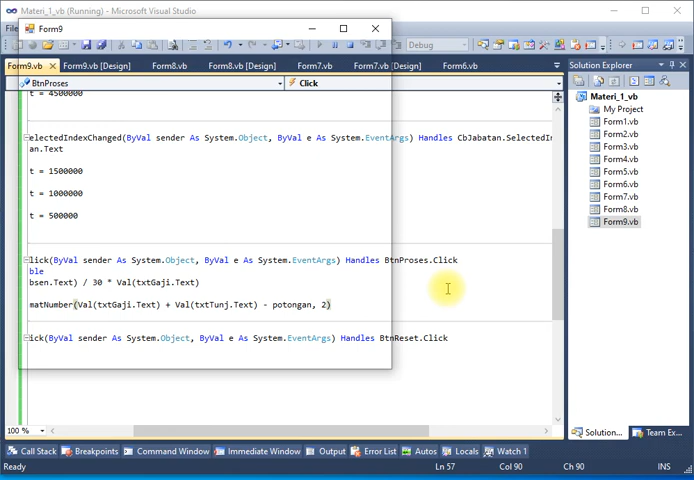 Materi_1_vb (Running) - Microsoft Visual Studio
Form9
Debug
Form9.vb
Form9.vb [Design]
Form8.vb
Form8.vb [Design]
Form7.vb
Form7.vb [Design]
Form6.vb
BtnProses
Click
t = 4500000
electedIndexChanged(ByVal sender As System.Object, ByVal e As System.EventArgs) Handles CbJabatan.SelectedIn
an.Text
t = 1500000
t = 1000000
t = 500000
lick(ByVal sender As System.Object, ByVal e As System.EventArgs) Handles BtnProses.Click
ble
bsen.Text) / 30 * Val(txtGaji.Text)
matNumber(Val(txtGaji.Text) + Val(txtTunj.Text) - potongan, 2)
ick(ByVal sender As System.Object, ByVal e As System.EventArgs) Handles BtnReset.Click
100 %
Solution Explorer
Materi_1_vb
My Project
Form1.vb
Form2.vb
Form3.vb
Form4.vb
Form5.vb
Form6.vb
Form7.vb
Form8.vb
Form9.vb
Solution...
Team Ex...
Call Stack
Breakpoints
Command Window
Immediate Window
Output
Error List
Autos
Locals
Watch 1
Ready
Ln 57
Col 90
Ch 90